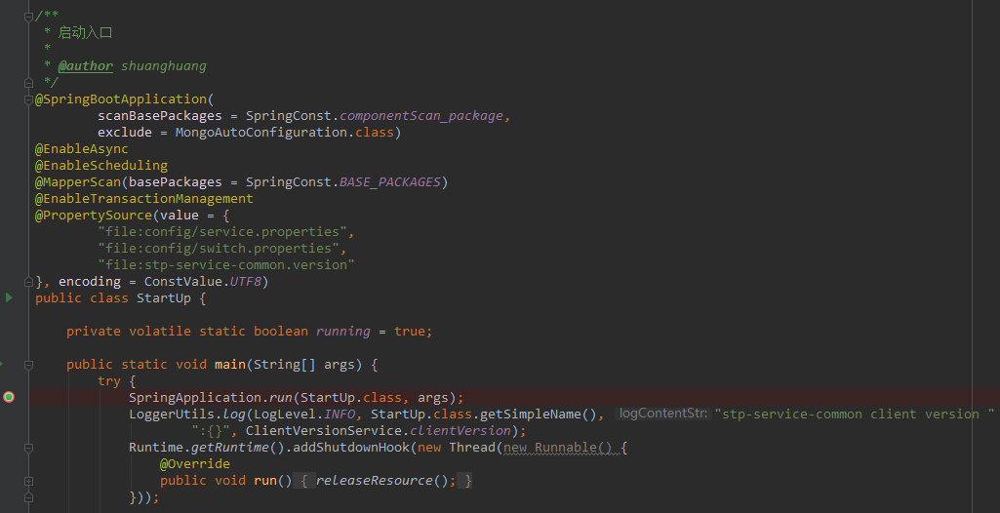 /**
 * 启动入口
 *
 * @author shuanghuang
 */
@SpringBootApplication(
        scanBasePackages = SpringConst.componentScan_package,
        exclude = MongoAutoConfiguration.class)
@EnableAsync
@EnableScheduling
@MapperScan(basePackages = SpringConst.BASE_PACKAGES)
@EnableTransactionManagement
@PropertySource(value = {
        "file:config/service.properties",
        "file:config/switch.properties",
        "file:stp-service-common.version"
}, encoding = ConstValue.UTF8)
public class StartUp {

    private volatile static boolean running = true;

    public static void main(String[] args) {
        try {
            SpringApplication.run(StartUp.class, args);
            LoggerUtils.log(LogLevel.INFO, StartUp.class.getSimpleName(), logContentStr: "stp-service-common client version "
                    ":{}", ClientVersionService.clientVersion);
            Runtime.getRuntime().addShutdownHook(new Thread(new Runnable() {
                @Override
                public void run() { releaseResource(); }
            }));